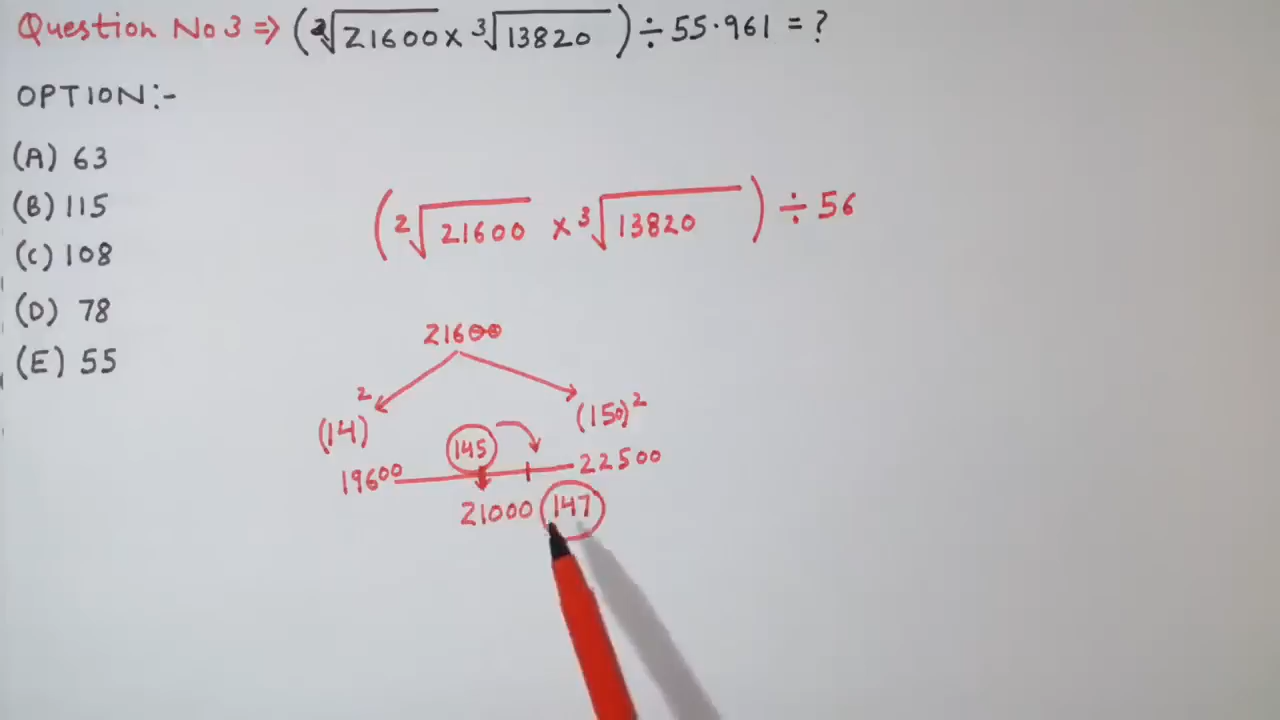 Question No 3 ⇒ (²√21600 x ³√13820) ÷ 55.961 = ?
OPTION:-
(A) 63
(B) 115
(C) 108
(D) 78
(E) 55
(²√21600 x ³√13820) ÷ 56
21600
(14)² (150)²
145
19600 22500
21000 147